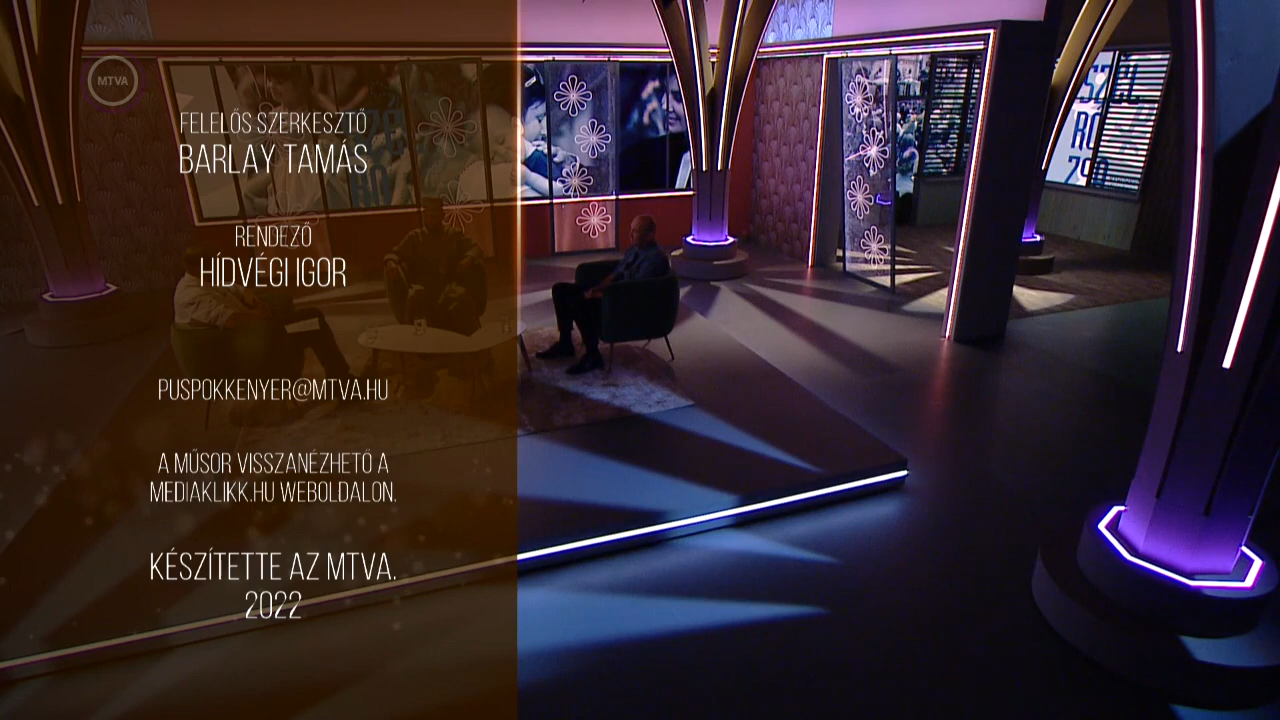 MTVA
FELELŐS SZERKESZTŐ
BARLAY TAMÁS
RENDEZŐ
HÍDVÉGI IGOR
PUSPOKKENYER@MTVA.HU
A MŰSOR VISSZANÉZHETŐ A
MEDIAKLIKK.HU WEBOLDALON.
KÉSZÍTETTE AZ MTVA.
2022